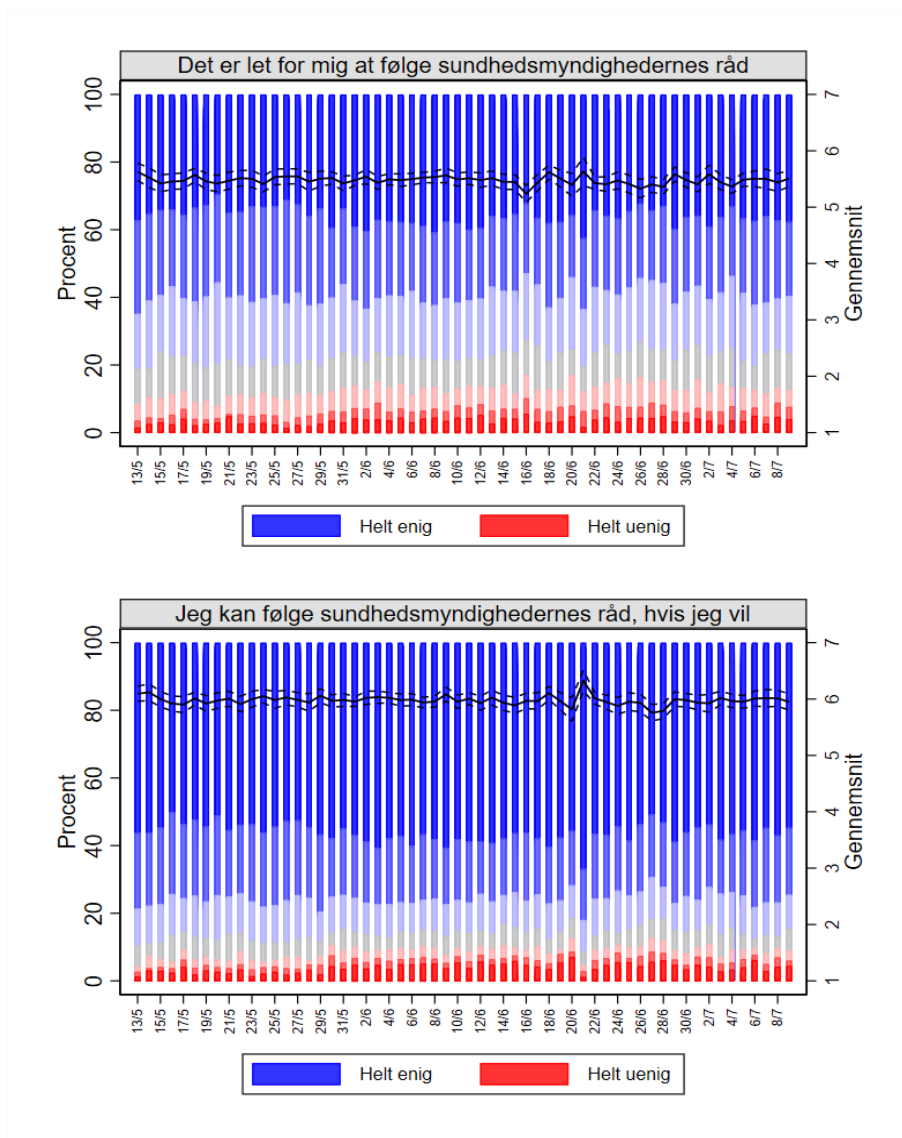 Det er let for mig at følge sundhedsmyndighedernes råd
Procent
0 20 40 60 80 100
Gennemsnit
1 2 3 4 5 6 7
13/5 15/5 17/5 19/5 21/5 23/5 25/5 27/5 29/5 31/5 2/6 4/6 6/6 8/6 10/6 12/6 14/6 16/6 18/6 20/6 22/6 24/6 26/6 28/6 30/6 2/7 4/7 6/7 8/7
Helt enig Helt uenig
Jeg kan følge sundhedsmyndighedernes råd, hvis jeg vil
Procent
0 20 40 60 80 100
Gennemsnit
1 2 3 4 5 6 7
13/5 15/5 17/5 19/5 21/5 23/5 25/5 27/5 29/5 31/5 2/6 4/6 6/6 8/6 10/6 12/6 14/6 16/6 18/6 20/6 22/6 24/6 26/6 28/6 30/6 2/7 4/7 6/7 8/7
Helt enig Helt uenig